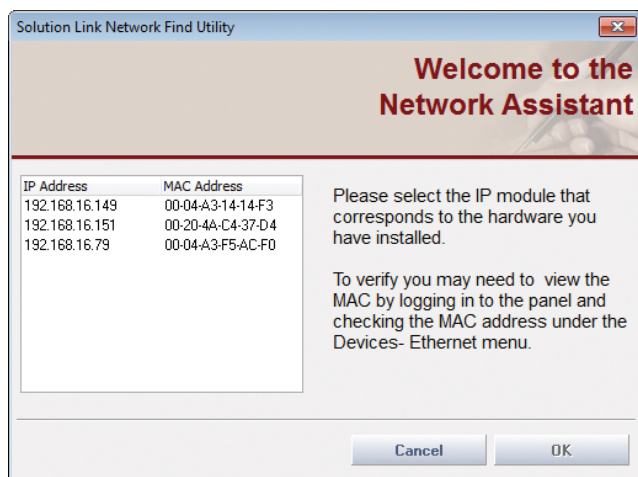 Solution Link Network Find Utility
Welcome to the
Network Assistant
IP Address MAC Address
192.168.16.149 00-04-A3-14-14-F3
192.168.16.151 00-20-4A-C4-37-D4
192.168.16.79 00-04-A3-F5-AC-F0
Please select the IP module that
corresponds to the hardware you
have installed.
To verify you may need to view the
MAC by logging in to the panel and
checking the MAC address under the
Devices- Ethernet menu.
Cancel OK